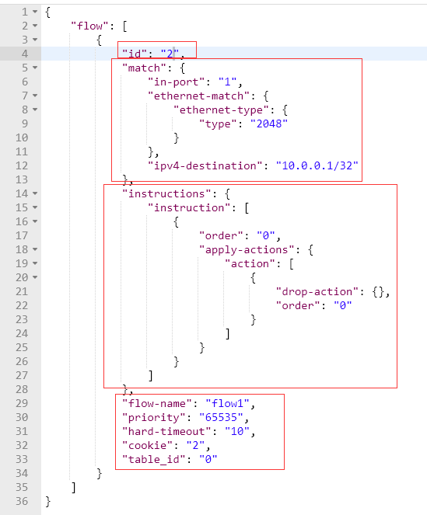 1 {
2 "flow": [
3 {
4 "id": "2",
5 "match": {
6 "in-port": "1",
7 "ethernet-match": {
8 "ethernet-type": {
9 "type": "2048"
10 }
11 },
12 "ipv4-destination": "10.0.0.1/32"
13 },
14 "instructions": {
15 "instruction": [
16 {
17 "order": "0",
18 "apply-actions": {
19 "action": [
20 {
21 "drop-action": {},
22 "order": "0"
23 }
24 ]
25 }
26 }
27 ]
28 },
29 "flow-name": "flow1",
30 "priority": "65535",
31 "hard-timeout": "10",
32 "cookie": "2",
33 "table_id": "0"
34 }
35 ]
36 }